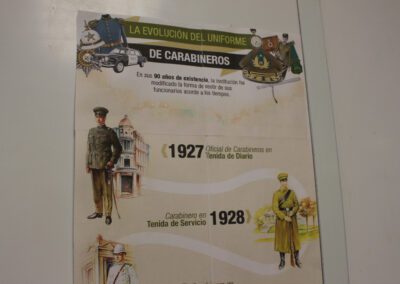 LA EVOLUCIÓN DEL UNIFORME
DE CARABINEROS
En sus 90 años de existencia, la institución ha
modificado la forma de vestir de sus
funcionarios acorde a los tiempos.
1927
Oficial de Carabineros en
Tenida de Diario
Carabinero en
Tenida de Servicio
1928